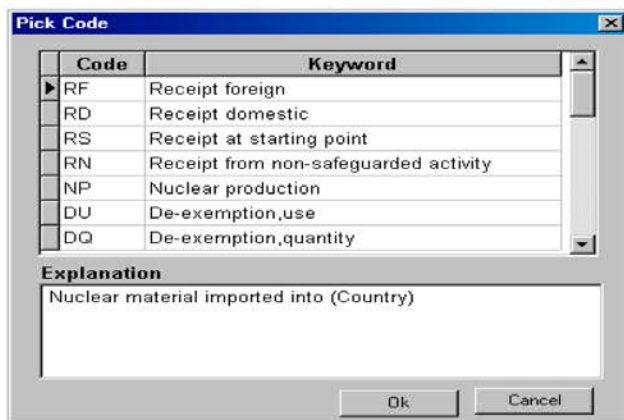 Pick Code
Code Keyword
RF Receipt foreign
RD Receipt domestic
RS Receipt at starting point
RN Receipt from non-safeguarded activity
NP Nuclear production
DU De-exemption,use
DQ De-exemption,quantity
Explanation
Nuclear material imported into (Country)
Ok Cancel